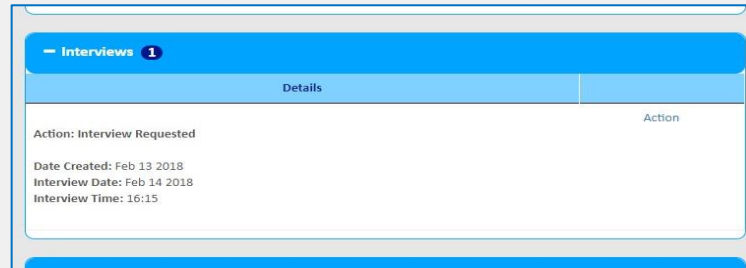 Interviews 1
Details
Action
Action: Interview Requested
Date Created: Feb 13 2018
Interview Date: Feb 14 2018
Interview Time: 16:15